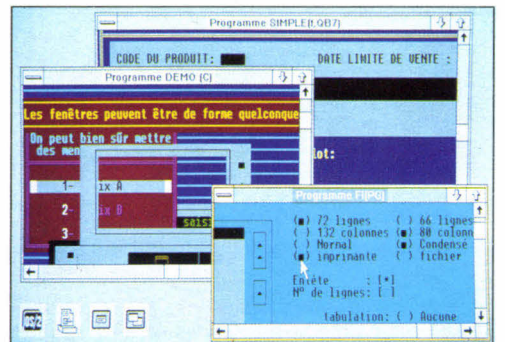 Programme SIMPLE(LQB7)
CODE DU PRODUIT:
DATE LIMITE DE VENTE :
Programme DEMO (C)
Les fenêtres peuvent être de forme quelconque
On peut bien sûr mettre
des men
lot:
1-
ix A
2-
ix B
3-
saisi
(■) 72 lignes ( ) 66 lignes
( ) 132 colonnes (■) 80 colonn
( ) Normal (■) Condensé
(■) imprimante ( ) fichier
Entête : [*]
N° de lignes: [ ]
tabulation: ( ) Aucune